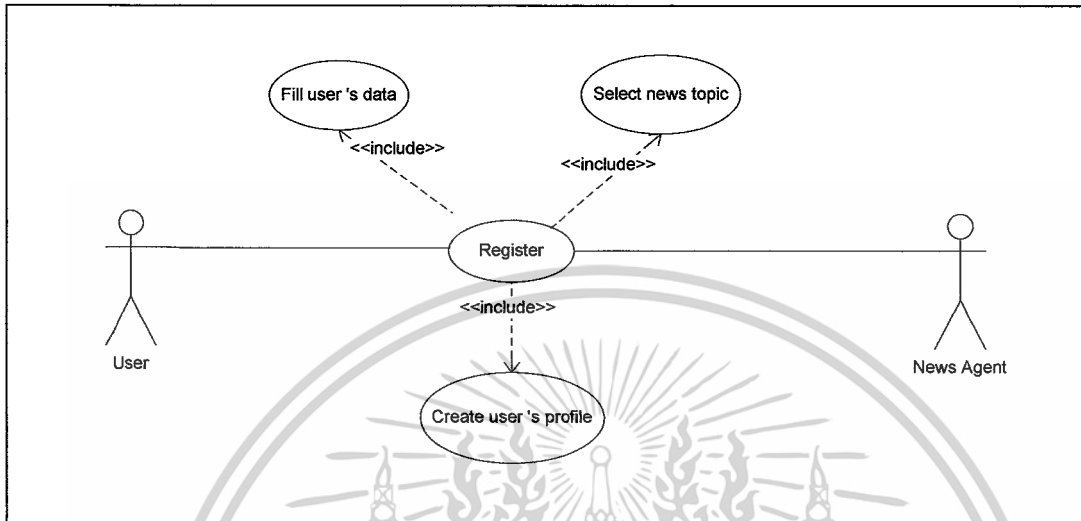 Fill user 's data
Select news topic
<<include>>
<<include>>
Register
<<include>>
User
News Agent
Create user 's profile